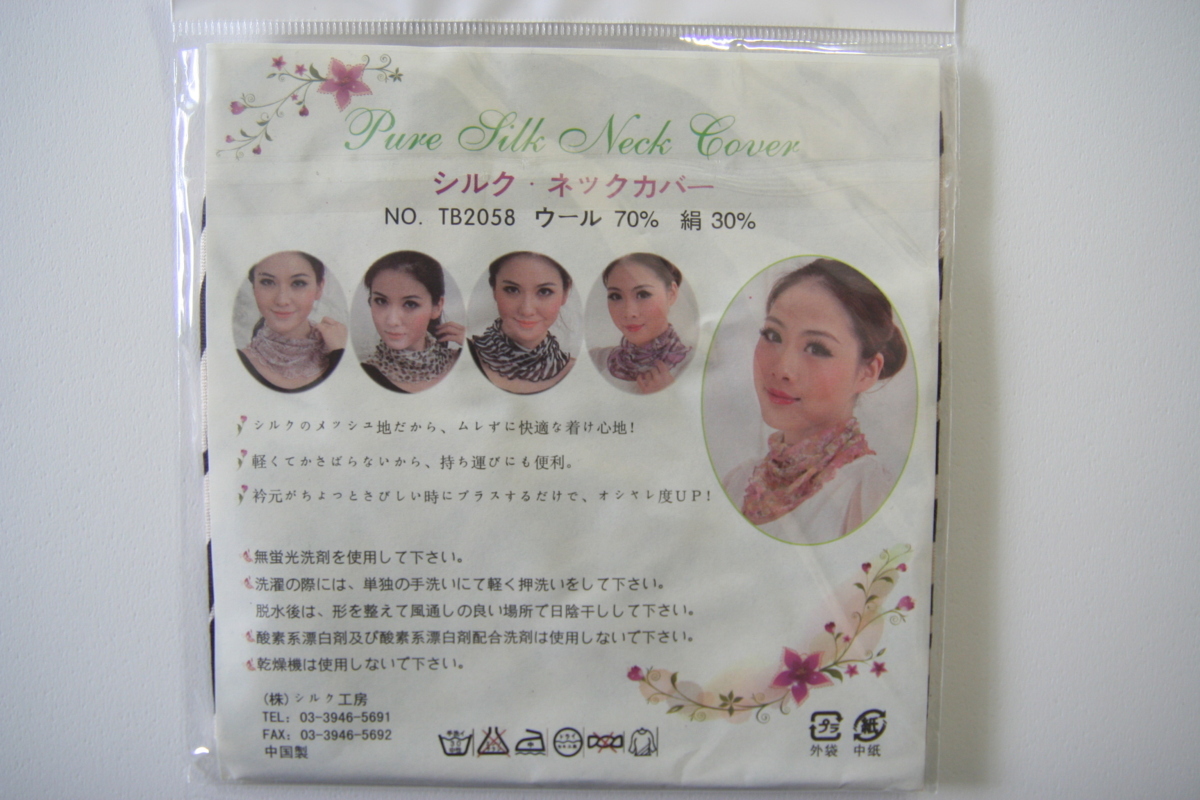 Pure Silk Neck Cover
シルク・ネックカバー
NO. TB2058 ウール 70% 絹 30%
シルクのメフシユ地だから、ムレずに快適な着け心地!
軽くてかさばらないから、持ち運びにも便利。
衿元がちょっとさびしい時にプラスするだけで、オシャレ度UP!
無蛍光洗剤を使用して下さい。
洗濯の際には、単独の手洗いにて軽く押洗いをして下さい。
脱水後は、形を整えて風通しの良い場所で日陰干しして下さい。
酸素系漂白剤及び酸素系漂白剤配合洗剤は使用しないで下さい。
乾燥機は使用しないで下さい。
(株)シルク工房
TEL: 03-3946-5691
FAX: 03-3946-5692
中国製
プラ 紙
外袋 中紙